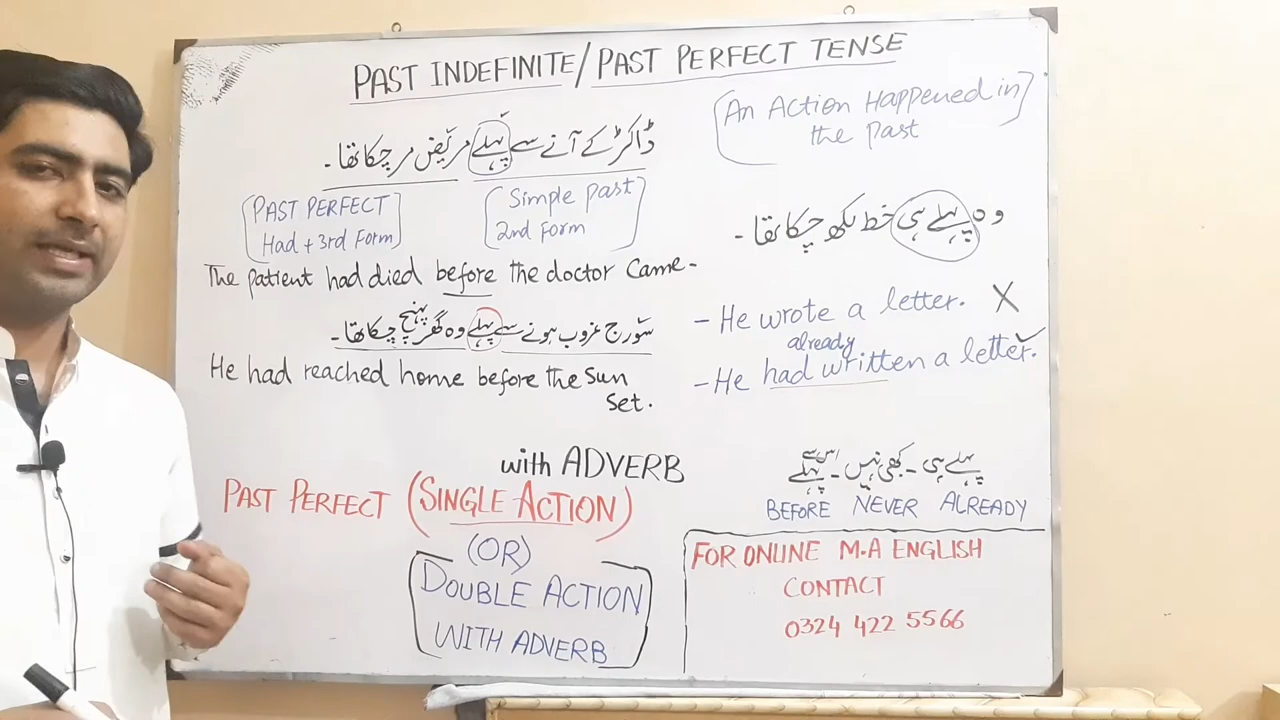 PAST INDEFINITE/PAST PERFECT TENSE
ڈاکٹر کے آنے سے پہلے مریض مر چکا تھا۔
PAST PERFECT
Had + 3rd Form
Simple Past
2nd Form
The patient had died before the doctor came-
سورج غروب ہونے سے پہلے وہ گھر پہنچ چکا تھا۔
He had reached home before the Sun
Set.
An Action Happened in
the Past
وہ پہلے ہی خط لکھ چکا تھا۔
- He wrote a letter. X
already
- He had written a letter.
پہلے ہی ۔ کبھی نہیں ۔ اس سے پہلے
BEFORE NEVER ALREADY
with ADVERB
PAST PERFECT (SINGLE ACTION)
(OR)
DOUBLE ACTION
WITH ADVERB
FOR ONLINE M.A ENGLISH
CONTACT
0324 422 5566